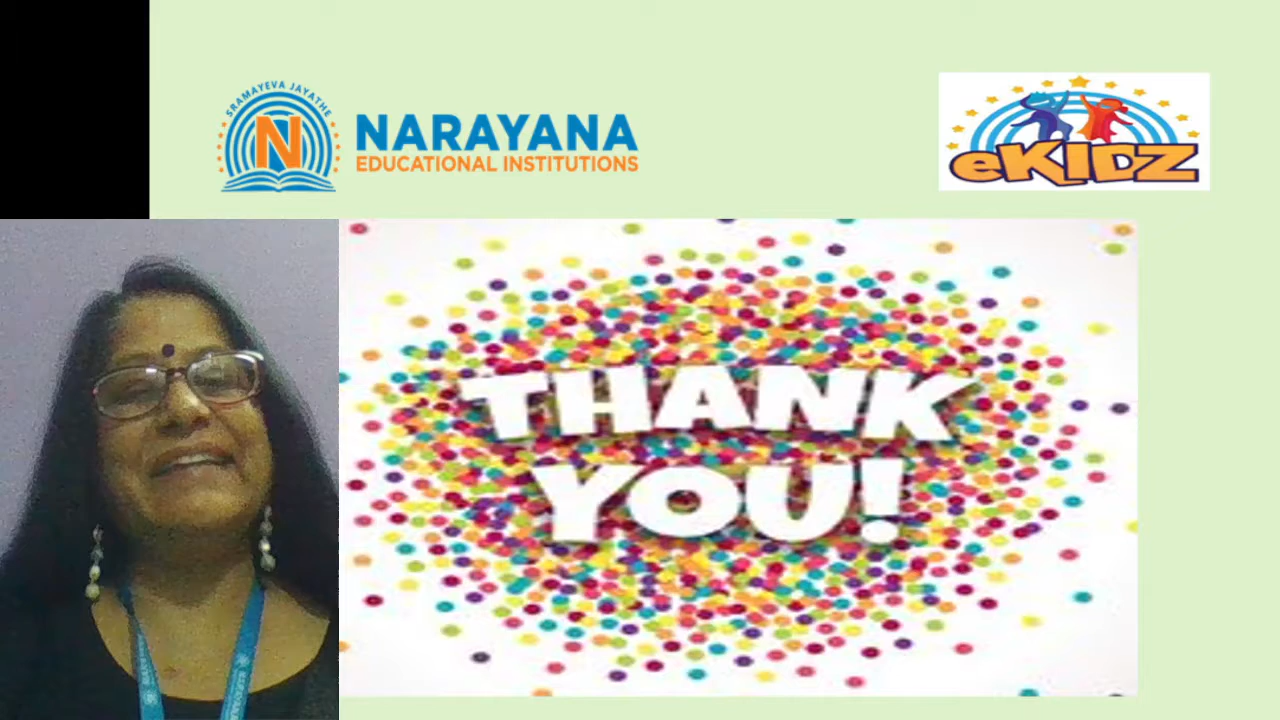 SRAMAYEVA JAYATHE
N
NARAYANA
EDUCATIONAL INSTITUTIONS
eKIDZ
THANK
YOU!